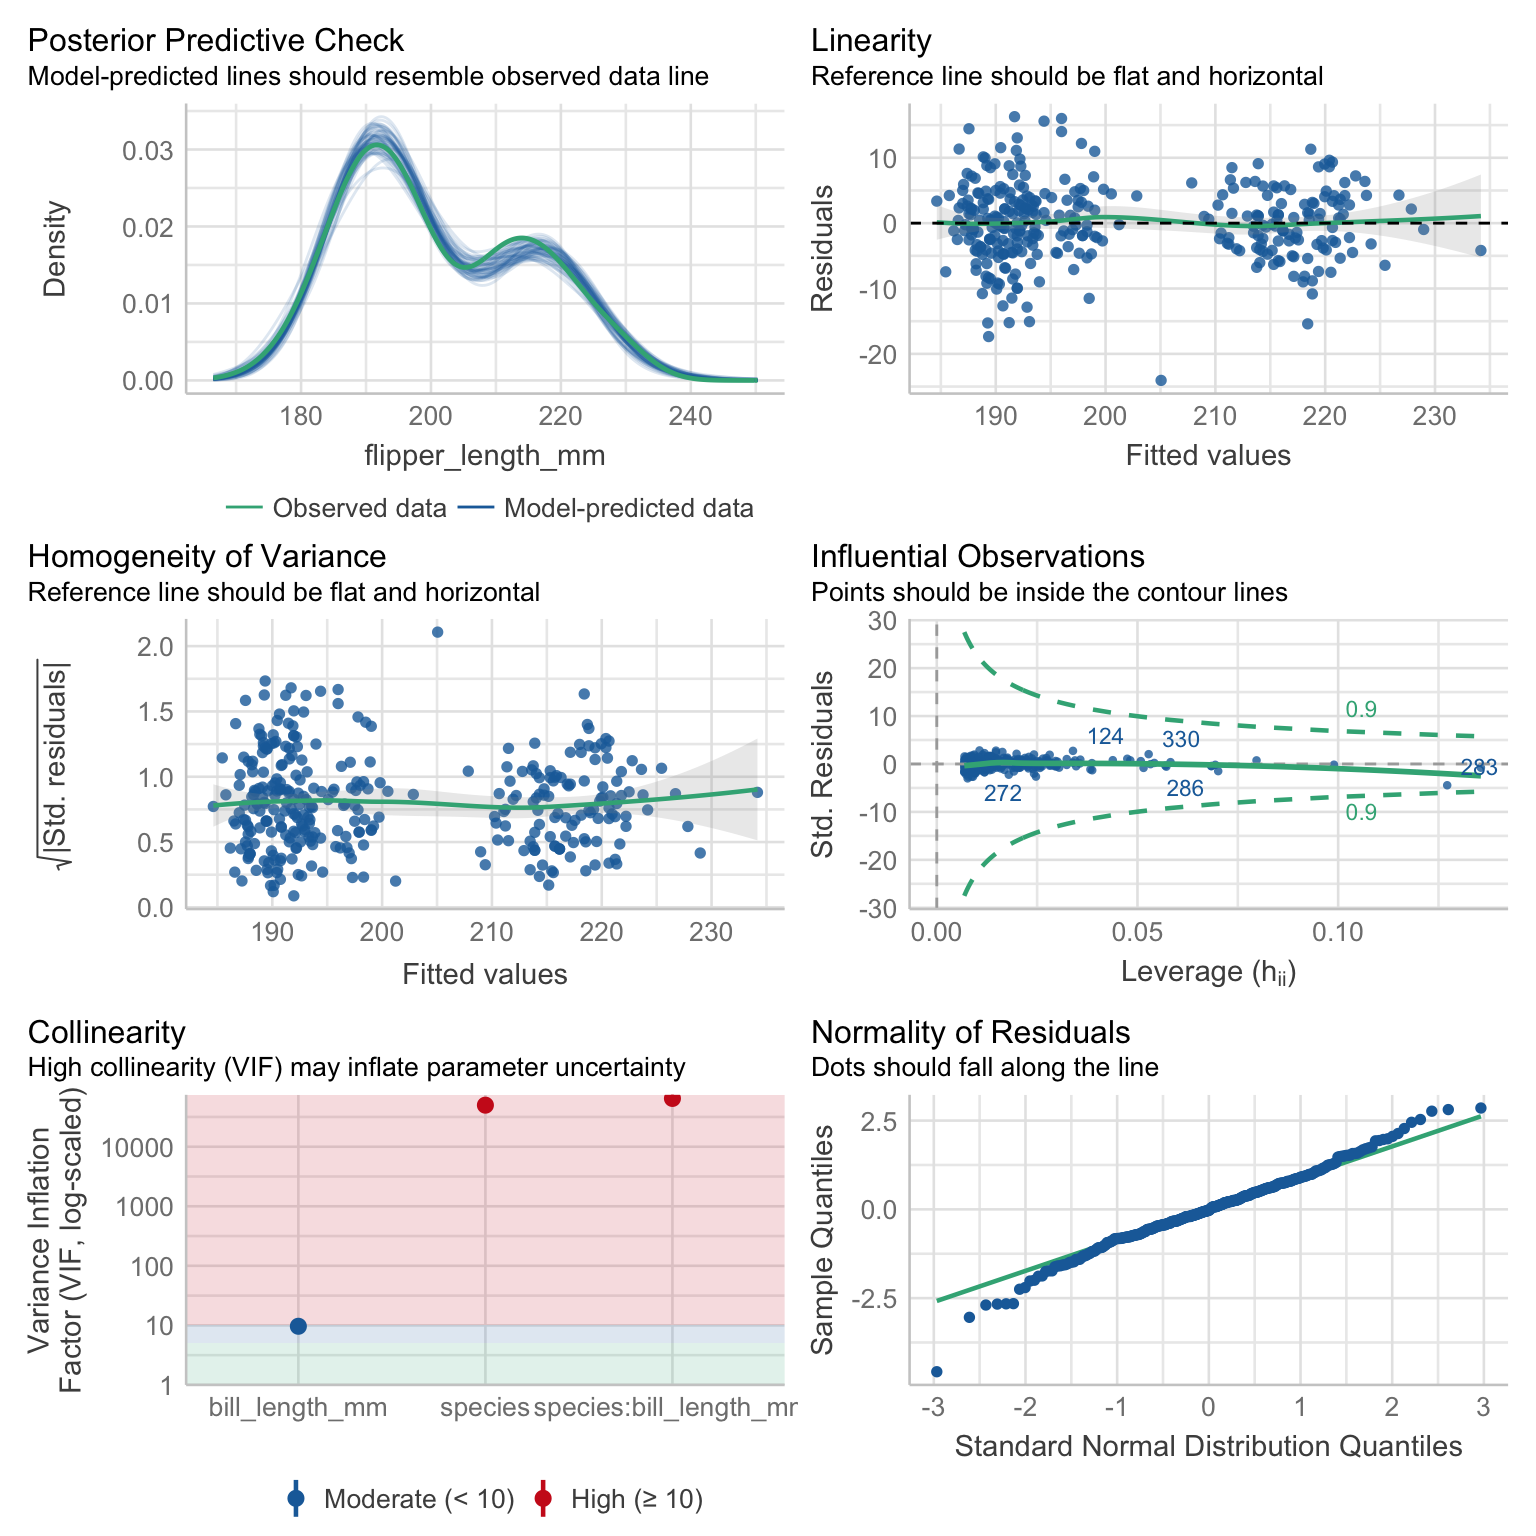 Posterior Predictive Check
Model-predicted lines should resemble observed data line
Density
0.03
0.02
0.01
0.00
180 200 220 240
flipper_length_mm
Observed data Model-predicted data
Linearity
Reference line should be flat and horizontal
Residuals
10
0
-10
-20
190 200 210 220 230
Fitted values
Homogeneity of Variance
Reference line should be flat and horizontal
√|Std. residuals|
2.0
1.5
1.0
0.5
0.0
190 200 210 220 230
Fitted values
Influential Observations
Points should be inside the contour lines
Std. Residuals
30
20
10
0
-10
-20
-30
0.9
124 330
283
272 286
0.9
0.00 0.05 0.10
Leverage (hᵢᵢ)
Collinearity
High collinearity (VIF) may inflate parameter uncertainty
Variance Inflation
Factor (VIF, log-scaled)
10000
1000
100
10
1
bill_length_mm species species:bill_length_mr
Moderate (< 10) High (≥ 10)
Normality of Residuals
Dots should fall along the line
Sample Quantiles
2.5
0.0
-2.5
-3 -2 -1 0 1 2 3
Standard Normal Distribution Quantiles